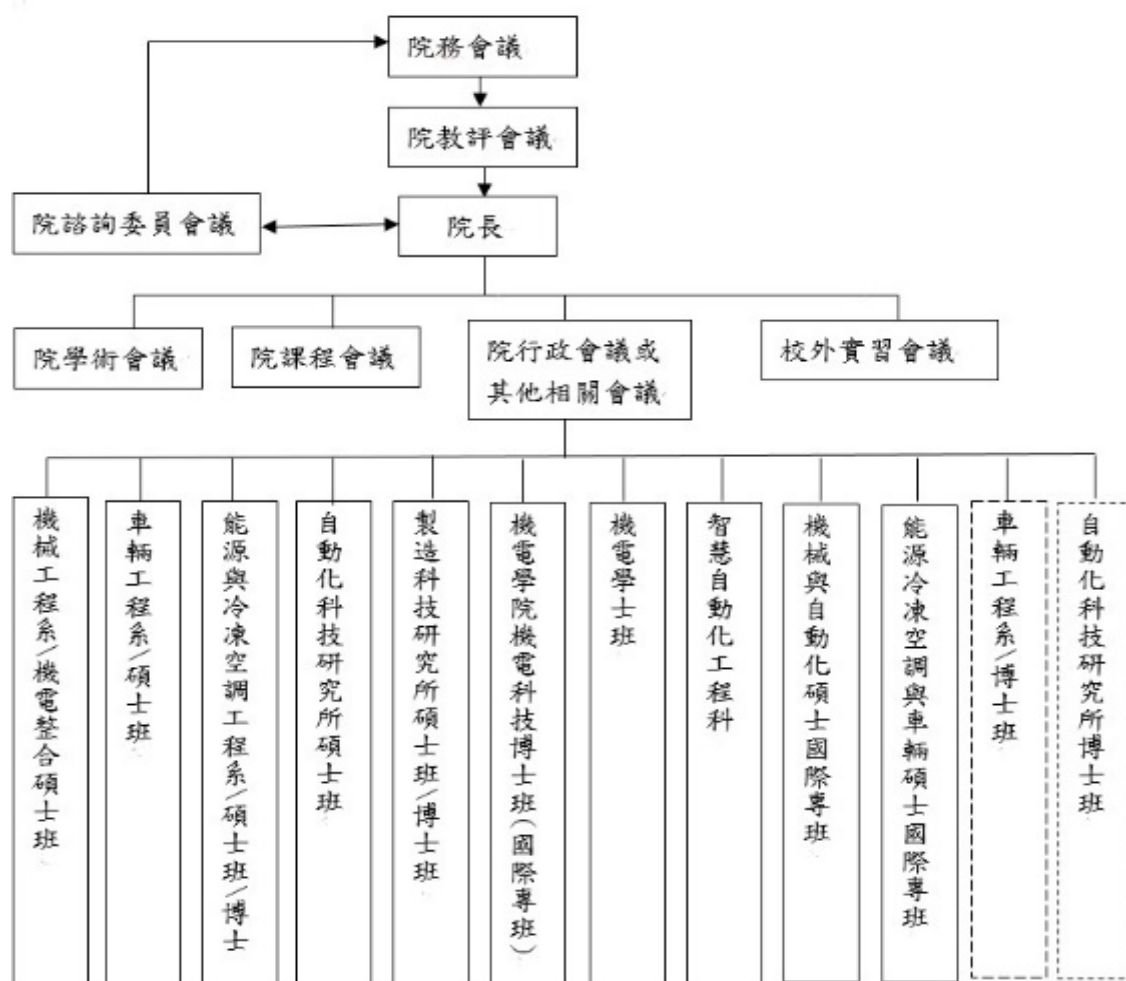 院務會議
院教評會議
院諮詢委員會議
院長
院學術會議
院課程會議
院行政會議或
其他相關會議
校外實習會議
機械工程系/機電整合碩士班
車輛工程系/碩士班
能源與冷凍空調工程系/碩士班/博士
自動化科技研究所碩士班
製造科技研究所碩士班/博士班
機電學院機電科技博士班(國際專班)
機電學士班
智慧自動化工程科
機械與自動化碩士國際專班
能源冷凍空調與車輛碩士國際專班
車輛工程系/博士班
自動化科技研究所博士班